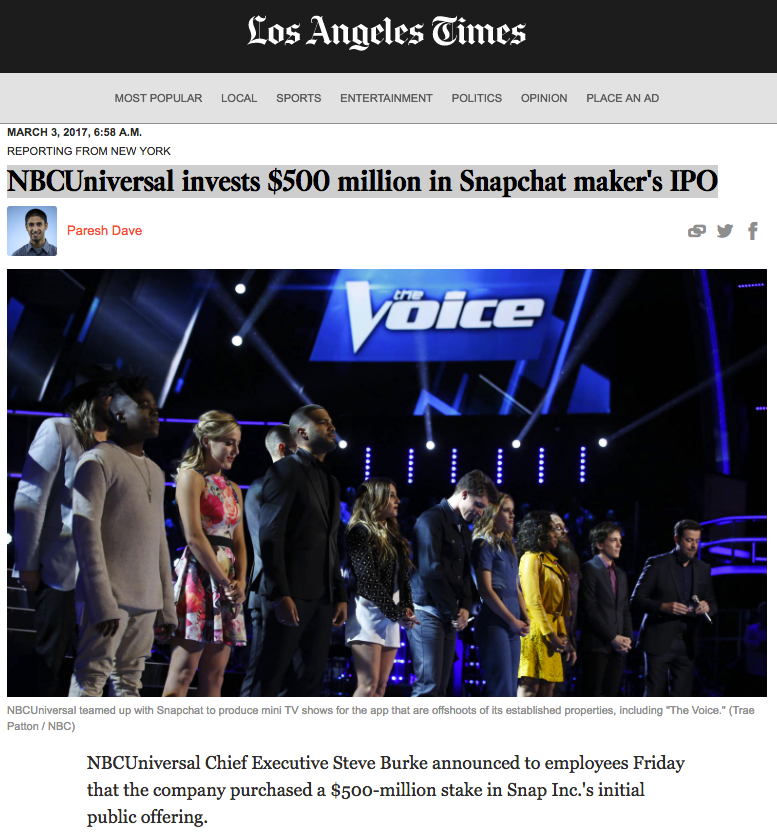 Los Angeles Times
MOST POPULAR LOCAL SPORTS ENTERTAINMENT POLITICS OPINION PLACE AN AD
MARCH 3, 2017, 6:58 A.M.
REPORTING FROM NEW YORK
NBCUniversal invests $500 million in Snapchat maker's IPO
Paresh Dave
the
Voice
NBCUniversal teamed up with Snapchat to produce mini TV shows for the app that are offshoots of its established properties, including "The Voice." (Trae
Patton / NBC)
NBCUniversal Chief Executive Steve Burke announced to employees Friday
that the company purchased a $500-million stake in Snap Inc.'s initial
public offering.